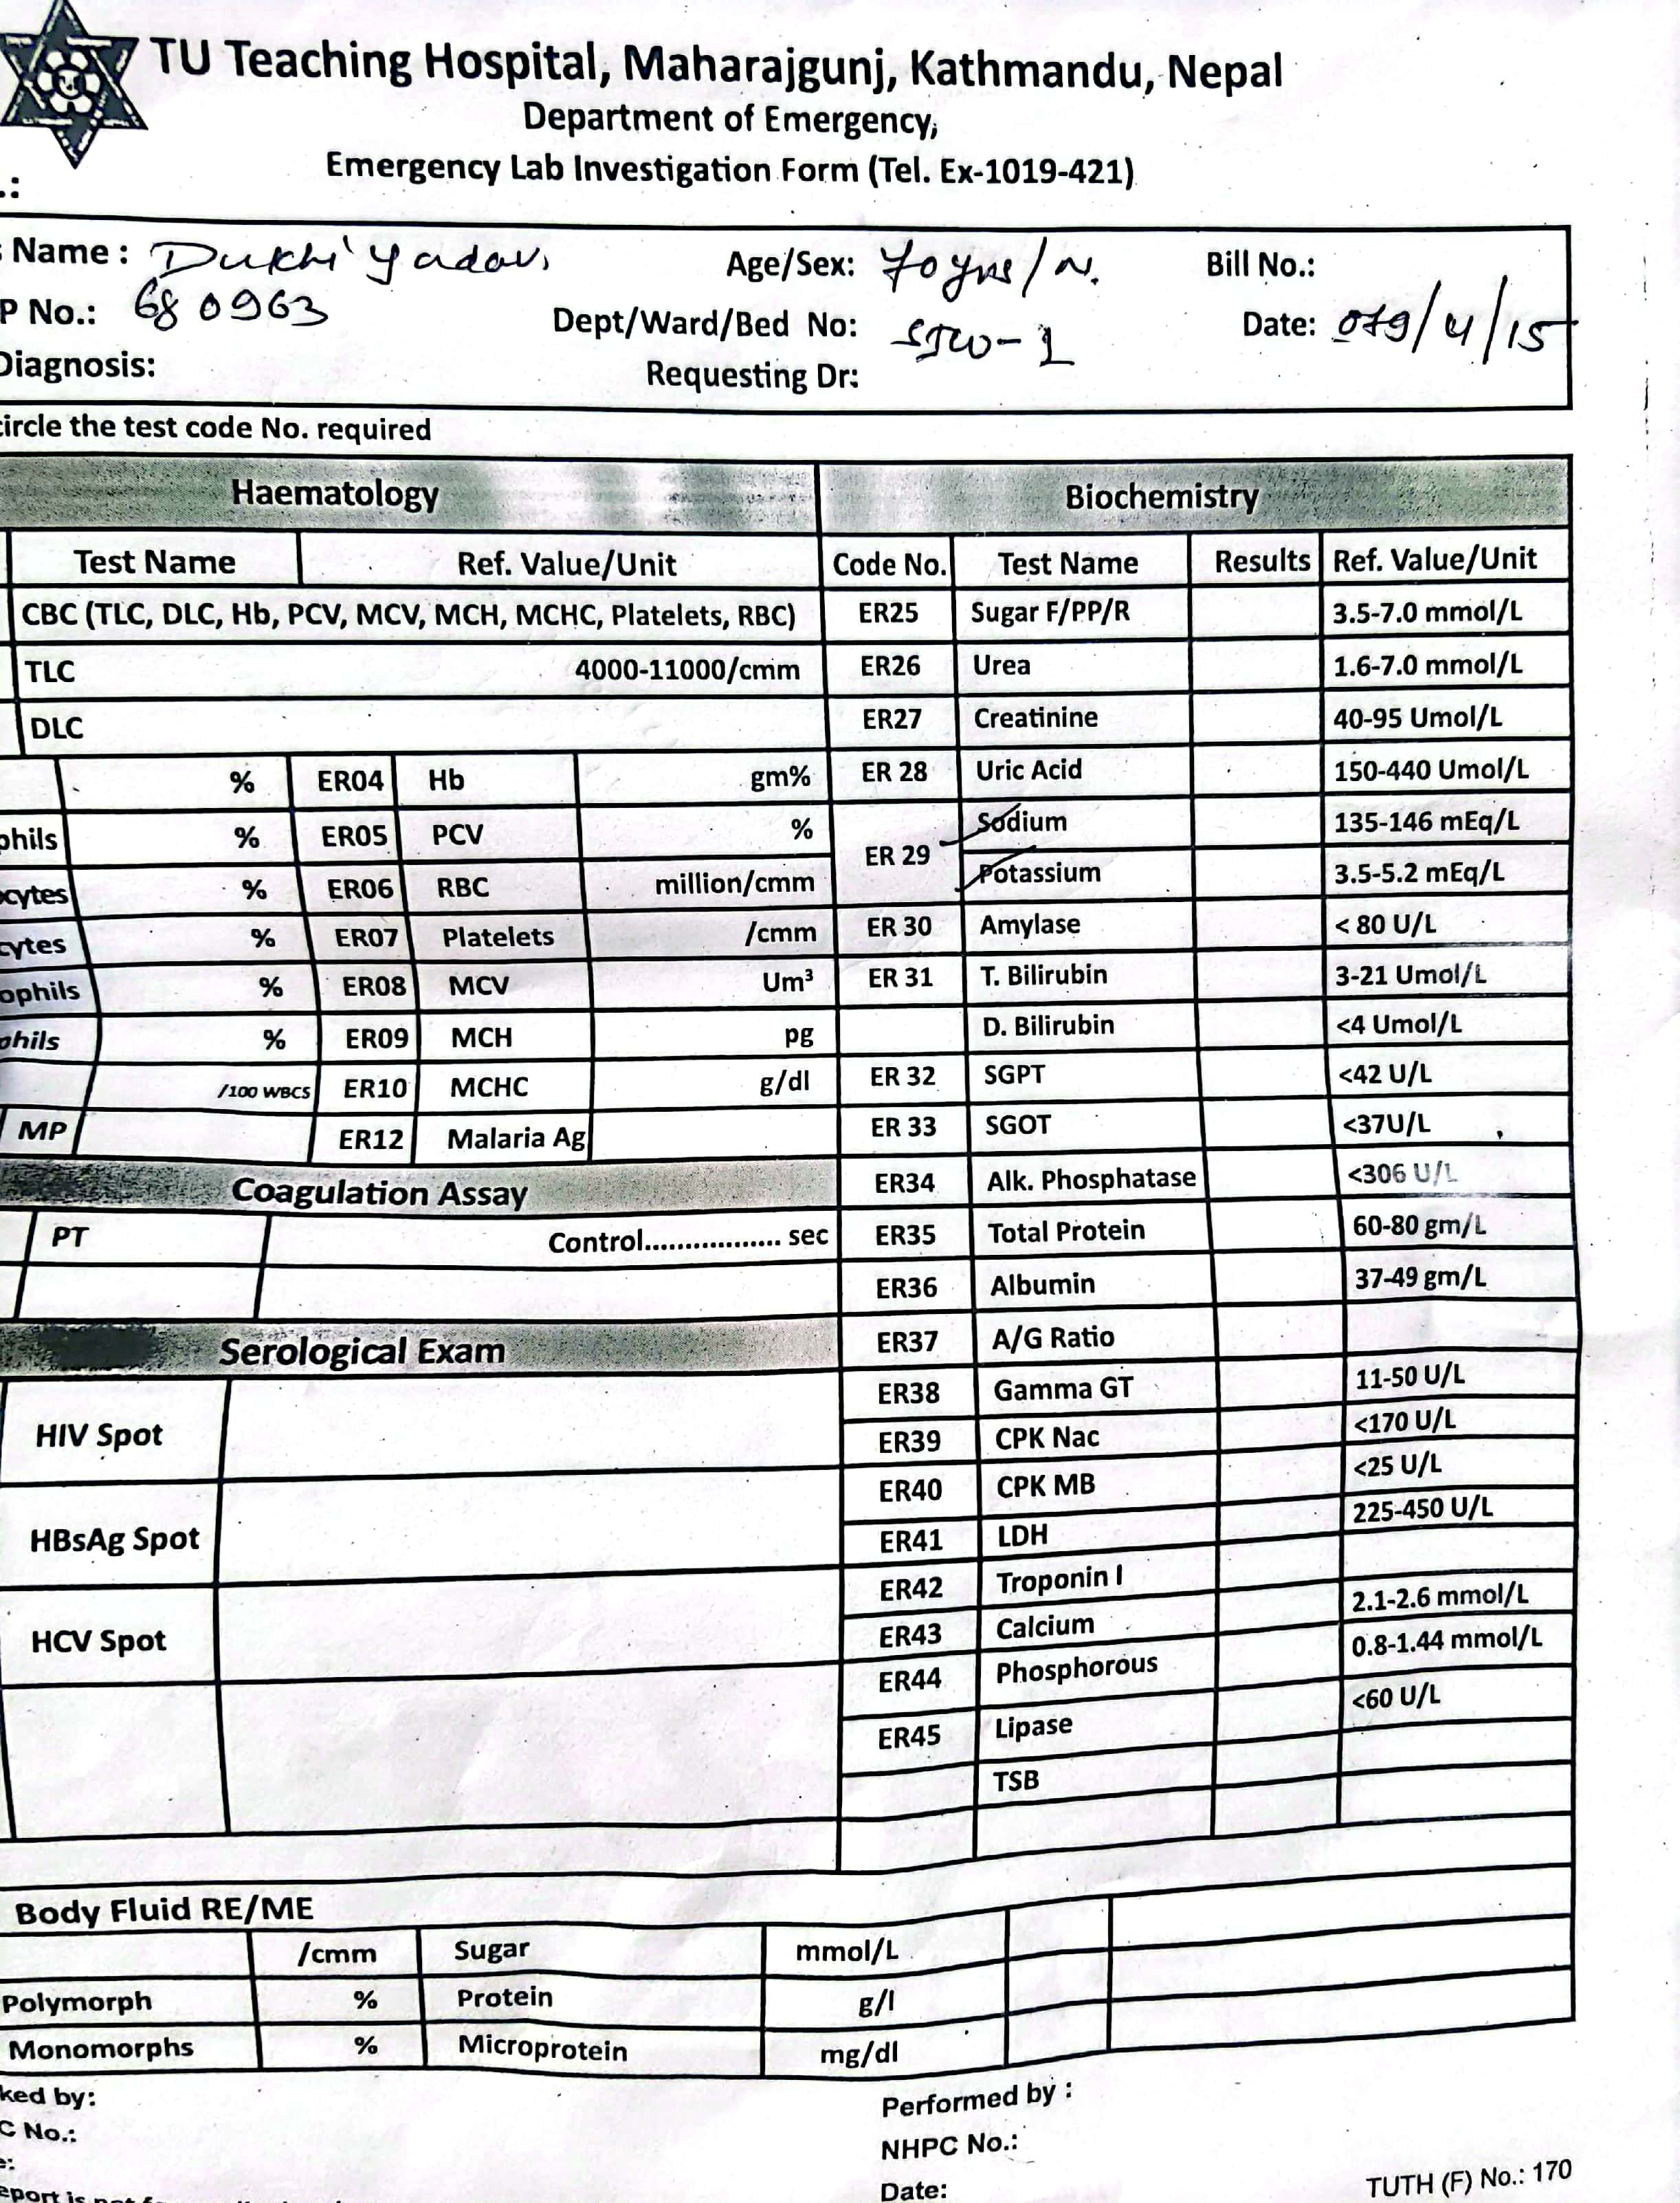 TU Teaching Hospital, Maharajgunj, Kathmandu, Nepal
Department of Emergency,
Emergency Lab Investigation Form (Tel. Ex-1019-421)
.:
Name : Dukhi Yadav, Age/Sex: 70 yrs/ Bill No.:
P No.: 680963 Dept/Ward/Bed No: Date: 079/4/15
Diagnosis: Requesting Dr:
ircle the test code No. required
Haematology Biochemistry
Test Name Ref. Value/Unit Code No. Test Name Results Ref. Value/Unit
CBC (TLC, DLC, Hb, PCV, MCV, MCH, MCHC, Platelets, RBC) ER25 Sugar F/PP/R 3.5-7.0 mmol/L
TLC 4000-11000/cmm ER26 Urea 1.6-7.0 mmol/L
DLC ER27 Creatinine 40-95 Umol/L
% ER04 Hb gm% ER 28 Uric Acid 150-440 Umol/L
phils % ER05 PCV % ER 29 Sodium 135-146 mEq/L
cytes % ER06 RBC million/cmm Potassium 3.5-5.2 mEq/L
cytes % ER07 Platelets /cmm ER 30 Amylase < 80 U/L
ophils % ER08 MCV Um³ ER 31 T. Bilirubin 3-21 Umol/L
phils % ER09 MCH pg D. Bilirubin <4 Umol/L
/100 WBCS ER10 MCHC g/dl ER 32 SGPT <42 U/L
MP ER12 Malaria Ag ER 33 SGOT <37U/L
Coagulation Assay ER34 Alk. Phosphatase <306 U/L
PT Control................. sec ER35 Total Protein 60-80 gm/L
ER36 Albumin 37-49 gm/L
Serological Exam ER37 A/G Ratio
ER38 Gamma GT 11-50 U/L
HIV Spot ER39 CPK Nac <170 U/L
ER40 CPK MB <25 U/L
HBsAg Spot ER41 LDH 225-450 U/L
ER42 Troponin I
HCV Spot ER43 Calcium 2.1-2.6 mmol/L
ER44 Phosphorous 0.8-1.44 mmol/L
ER45 Lipase <60 U/L
TSB
Body Fluid RE/ME
/cmm Sugar mmol/L
Polymorph % Protein g/l
Monomorphs % Microprotein mg/dl
ked by: Performed by :
C No.: NHPC No.:
e: Date:
eport is TUTH (F) No.: 170